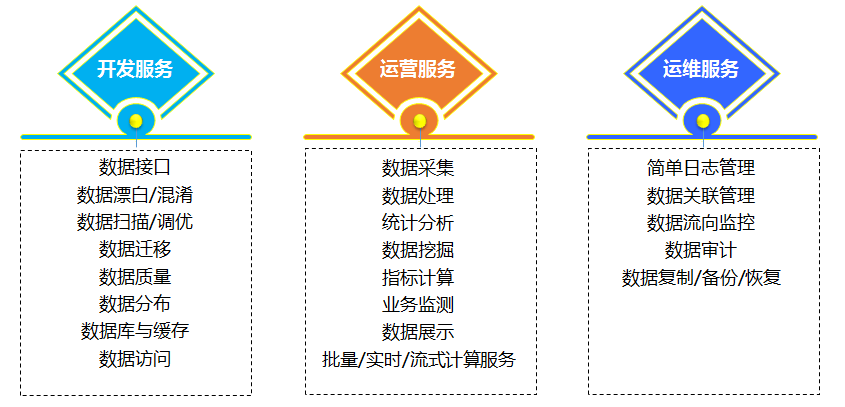 开发服务
数据接口
数据漂白/混淆
数据扫描/调优
数据迁移
数据质量
数据分布
数据库与缓存
数据访问
运营服务
数据采集
数据处理
统计分析
数据挖掘
指标计算
业务监测
数据展示
批量/实时/流式计算服务
运维服务
简单日志管理
数据关联管理
数据流向监控
数据审计
数据复制/备份/恢复